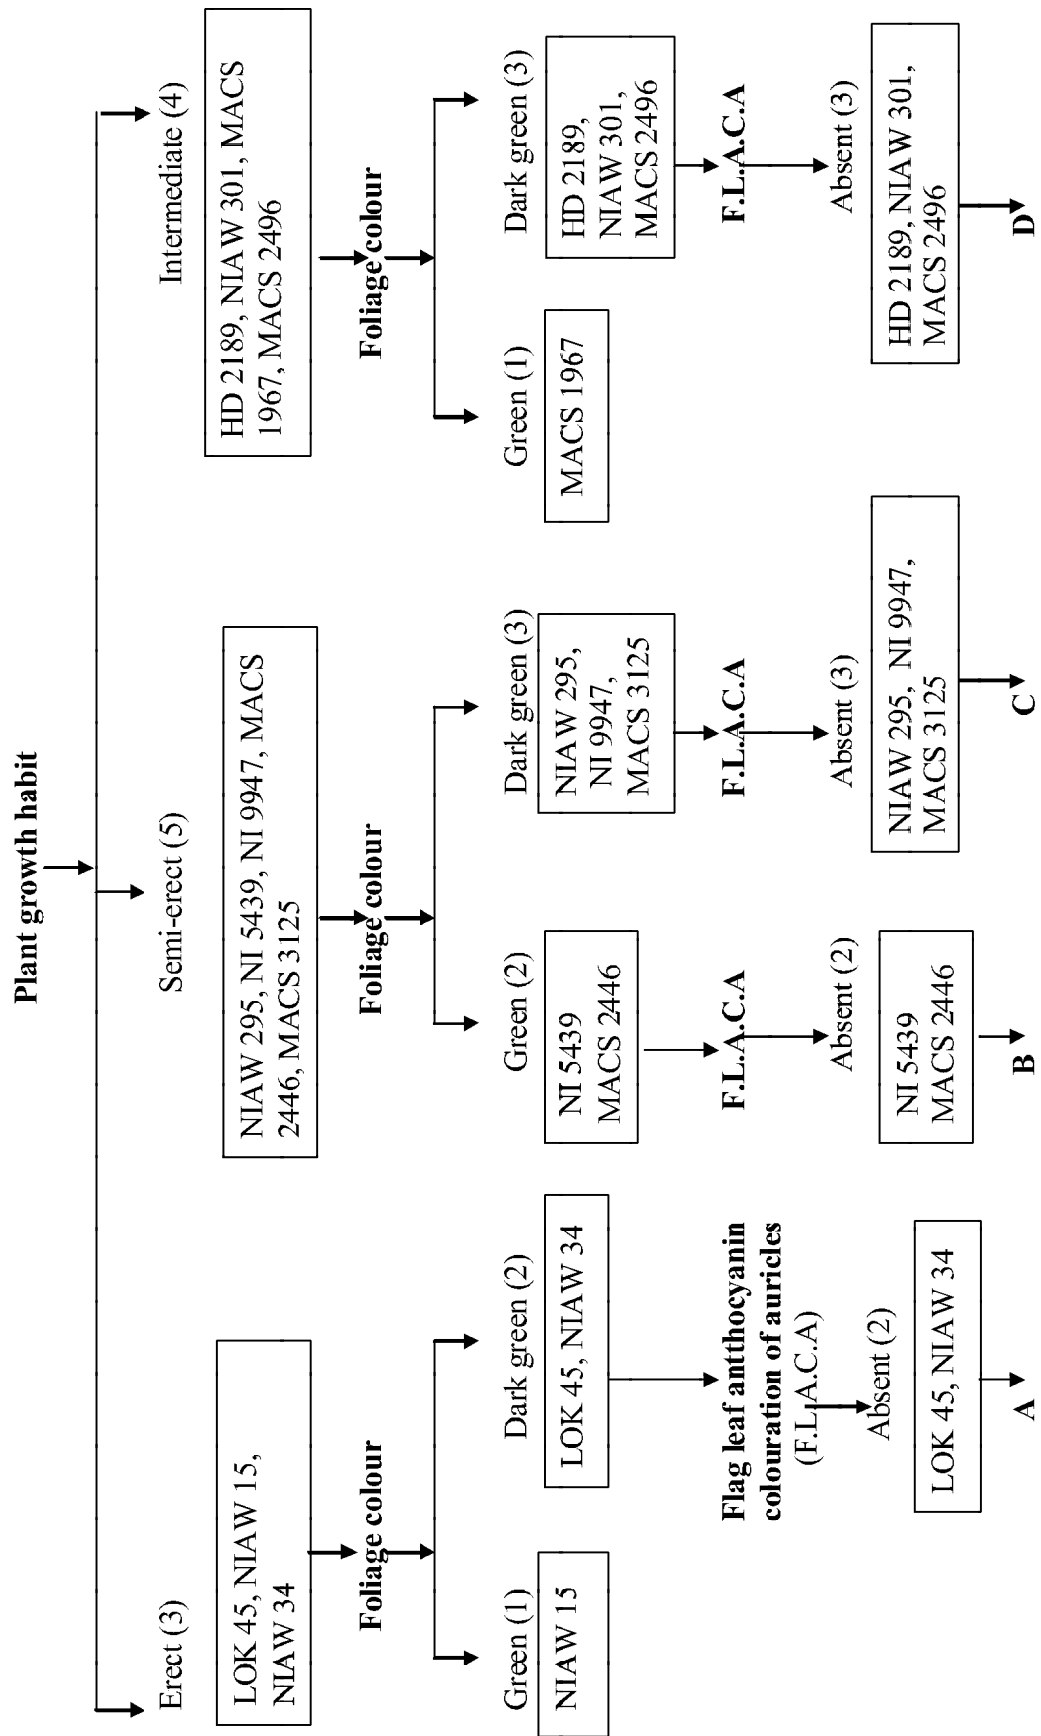 Plant growth habit
Erect (3)
LOK 45, NIAW 15,
NIAW 34
Foliage colour
Green (1)
NIAW 15
Dark green (2)
LOK 45, NIAW 34
Flag leaf antthocyanin
colouration of auricles
(F.L.A.C.A)
Absent (2)
LOK 45, NIAW 34
A
Semi-erect (5)
NIAW 295, NI 5439, NI 9947, MACS
2446, MACS 3125
Foliage colour
Green (2)
NI 5439
MACS 2446
F.L.A.C.A
Absent (2)
NI 5439
MACS 2446
B
Dark green (3)
NIAW 295,
NI 9947,
MACS 3125
F.L.A.C.A
Absent (3)
NIAW 295, NI 9947,
MACS 3125
C
Intermediate (4)
HD 2189, NIAW 301, MACS
1967, MACS 2496
Foliage colour
Green (1)
MACS 1967
Dark green (3)
HD 2189,
NIAW 301,
MACS 2496
F.L.A.C.A
Absent (3)
HD 2189, NIAW 301,
MACS 2496
D